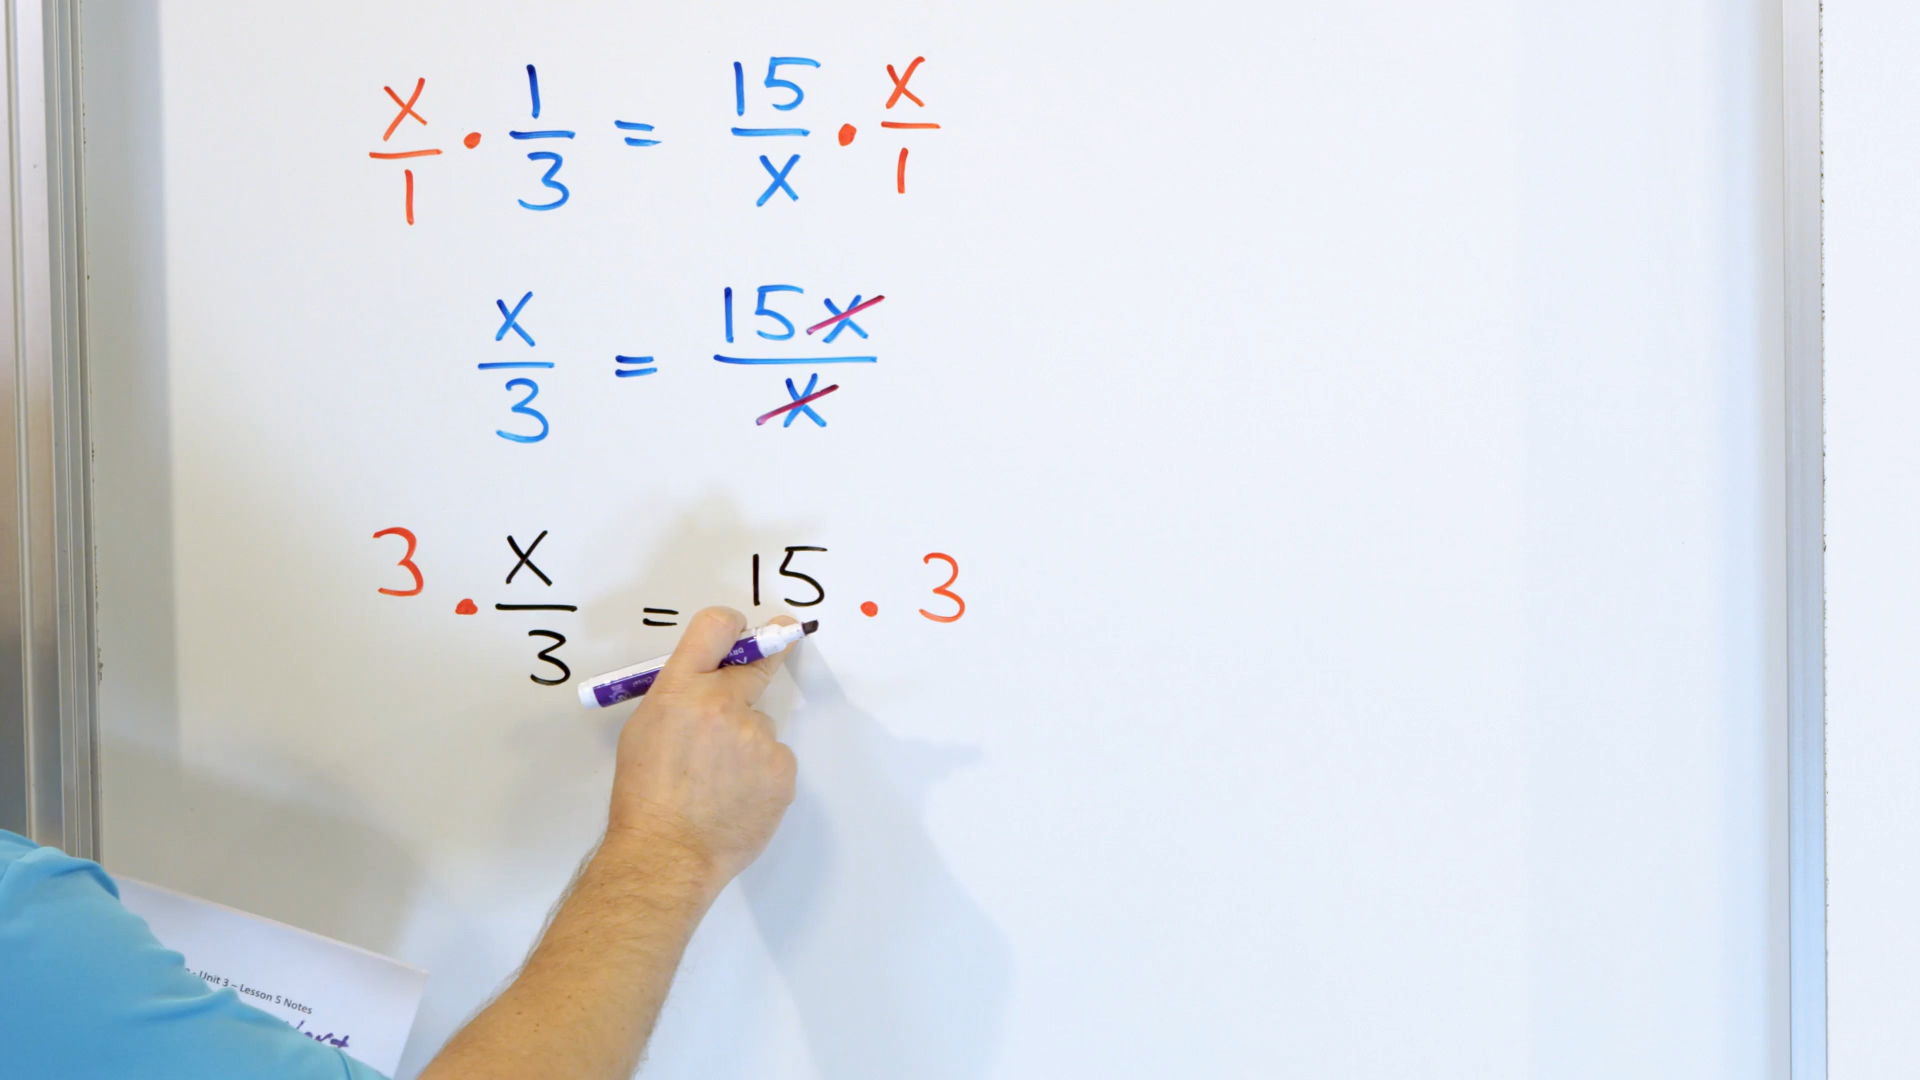 x/1 · 1/3 = 15/x · x/1
x/3 = 15x/x
3 · x/3 = 15 · 3
Unit 3 – Lesson 5 Notes